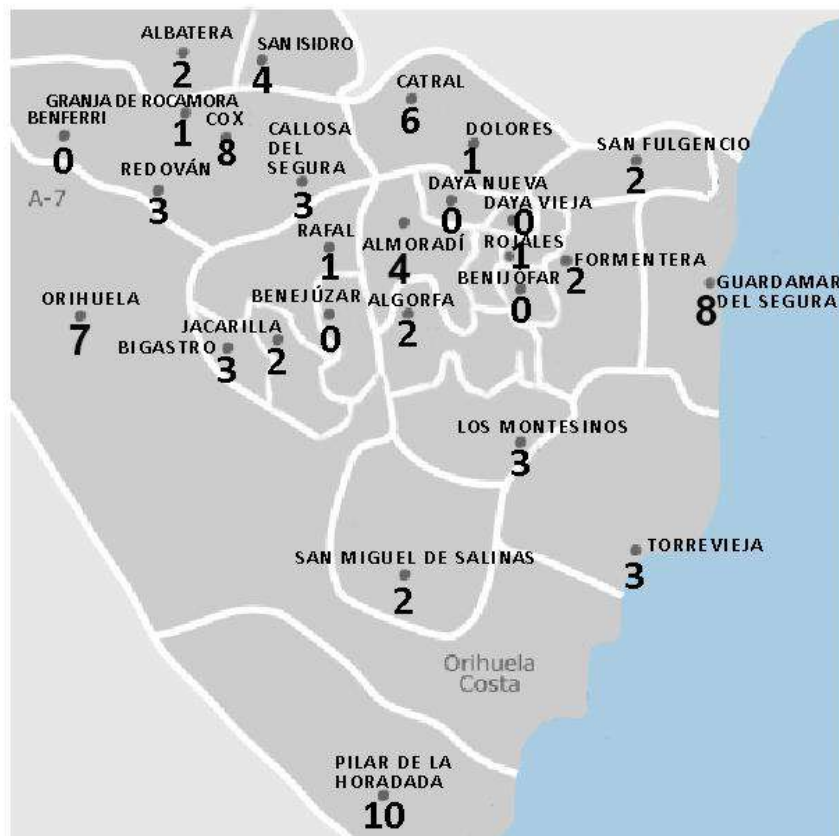 ALBATERA
2
SAN ISIDRO
4
GRANJA DE ROCAMORA
1
BENFERRI
0
COX
8
CATRAL
6
DOLORES
1
SAN FULGENCIO
2
REDOVÁN
3
A-7
CALLOSA
DEL
SEGURA
3
DAYA NUEVA
0
DAYA VIEJA
0
RAFAL
1
ALMORADÍ
4
ROJALES
1
FORMENTERA
2
BENIJÓFAR
0
GUARDAMAR
DEL SEGURA
8
ORIHUELA
7
BENEJÚZAR
0
ALGORFA
2
JACARILLA
2
BIGASTRO
3
LOS MONTESINOS
3
TORREVIEJA
3
SAN MIGUEL DE SALINAS
2
Orihuela
Costa
PILAR DE LA
HORADADA
10